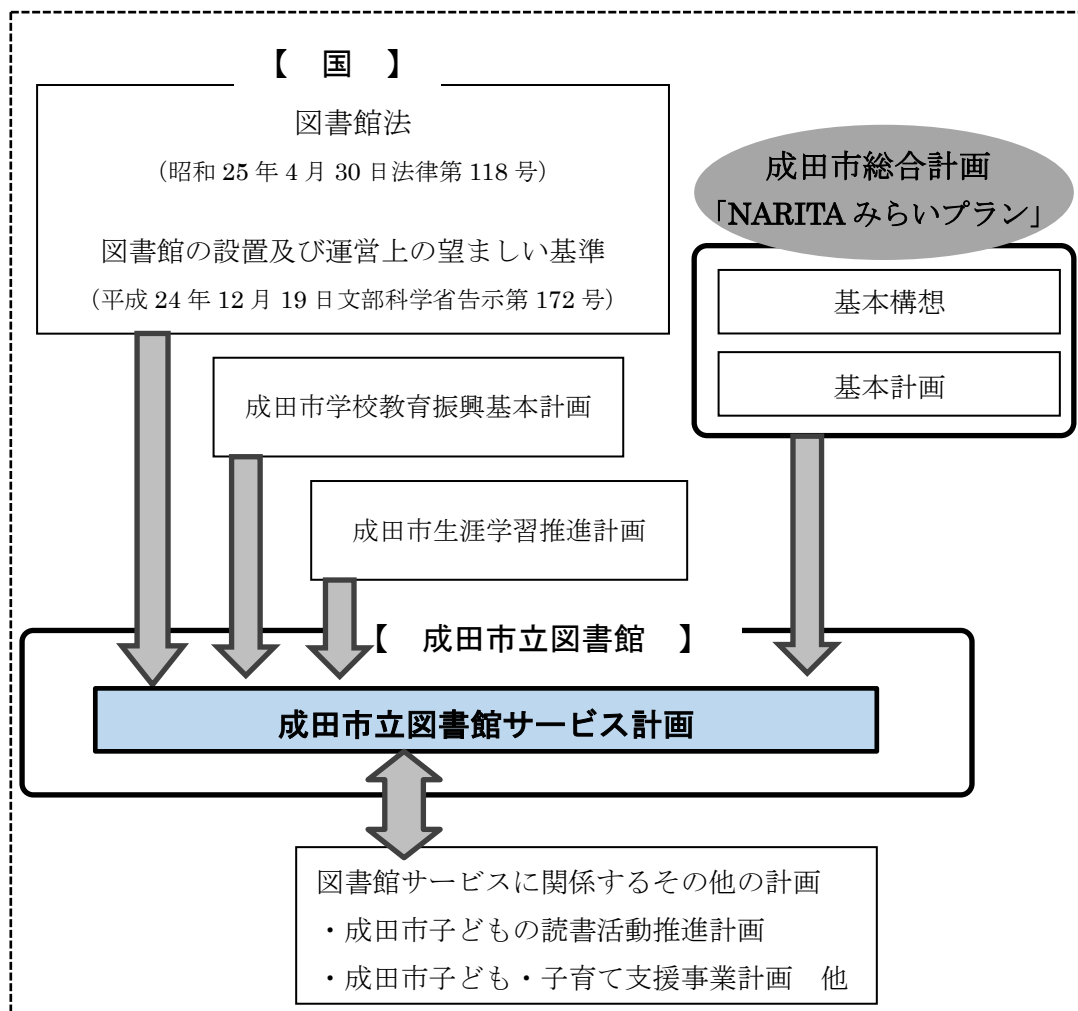 【 国 】
図書館法
（昭和 25 年 4 月 30 日法律第 118 号）
図書館の設置及び運営上の望ましい基準
（平成 24 年 12 月 19 日文部科学省告示第 172 号）
成田市総合計画
「NARITA みらいプラン」
基本構想
基本計画
成田市学校教育振興基本計画
成田市生涯学習推進計画
【 成田市立図書館 】
成田市立図書館サービス計画
図書館サービスに関係するその他の計画
・成田市子どもの読書活動推進計画
・成田市子ども・子育て支援事業計画 他